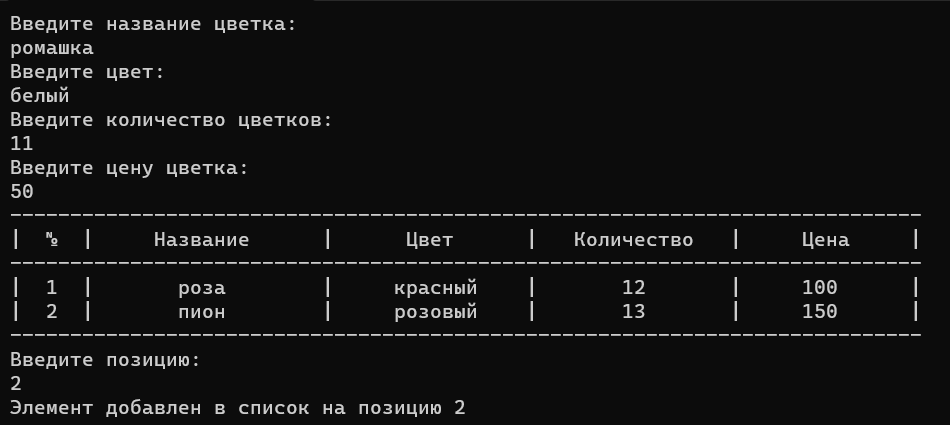 Введите название цветка:
ромашка
Введите цвет:
белый
Введите количество цветков:
11
Введите цену цветка:
50
----------------------------------------------------------------------------
|  №  |     Название      |      Цвет      |   Количество   |     Цена     |
----------------------------------------------------------------------------
|  1  |       роза        |     красный    |       12       |     100      |
|  2  |       пион        |     розовый    |       13       |     150      |
----------------------------------------------------------------------------
Введите позицию:
2
Элемент добавлен в список на позицию 2